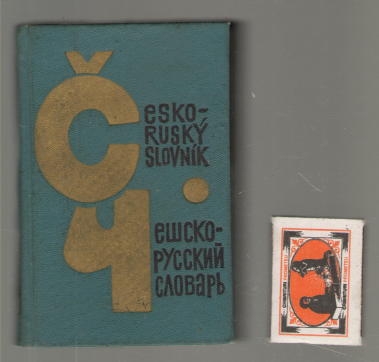 Česko-
ruský
slovník
Чешско-
русский
словарь